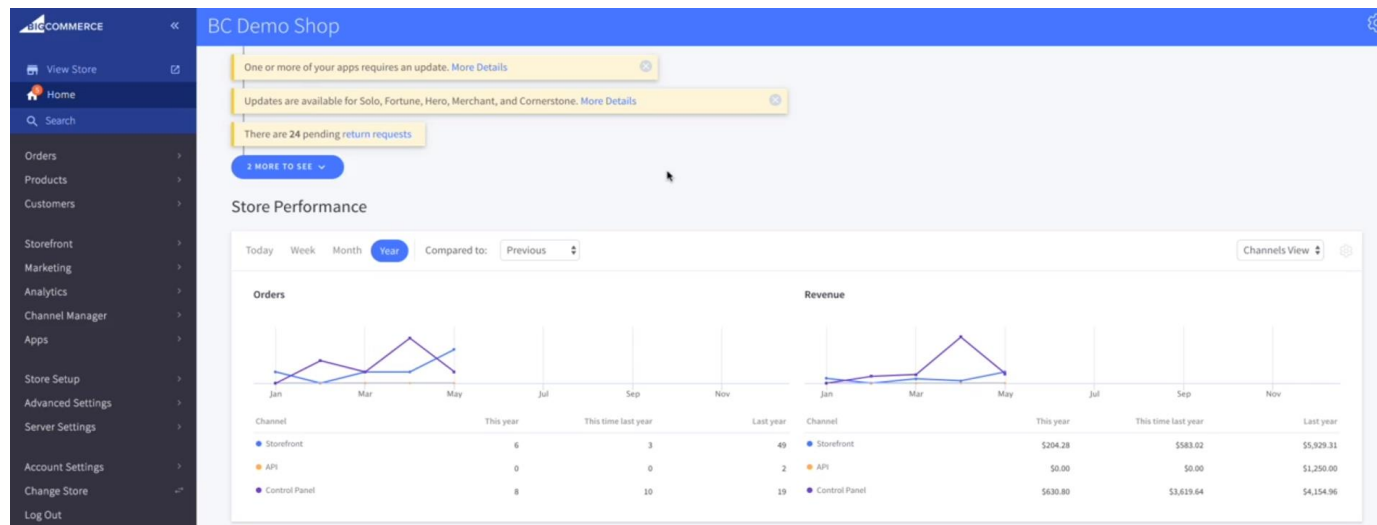 BIGCOMMERCE «
BC Demo Shop
View Store
Home
Search
Orders
Products
Customers
Storefront
Marketing
Analytics
Channel Manager
Apps
Store Setup
Advanced Settings
Server Settings
Account Settings
Change Store
Log Out
One or more of your apps requires an update. More Details
Updates are available for Solo, Fortune, Hero, Merchant, and Cornerstone. More Details
There are 24 pending return requests
2 MORE TO SEE
Store Performance
Today Week Month Year Compared to: Previous Channels View
Orders
Jan Mar May Jul Sep Nov
Channel This year This time last year Last year
Storefront 6 3 49
API 0 0 2
Control Panel 8 10 19
Revenue
Jan Mar May Jul Sep Nov
Channel This year This time last year Last year
Storefront $204.28 $583.02 $5,929.31
API $0.00 $0.00 $1,250.00
Control Panel $630.80 $3,619.64 $4,154.96